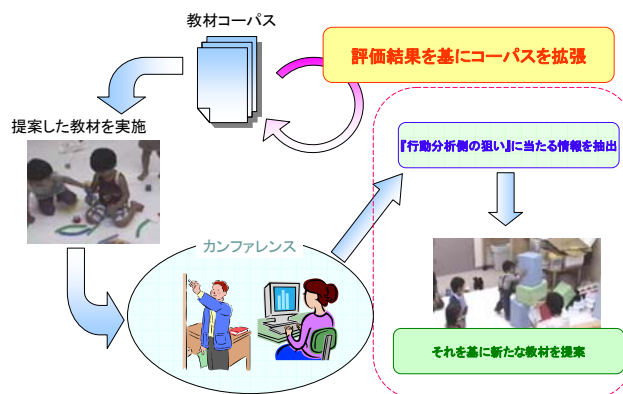 教材コーパス
評価結果を基にコーパスを拡張
提案した教材を実施
『行動分析側の狙い』に当たる情報を抽出
カンファレンス
それを基に新たな教材を提案